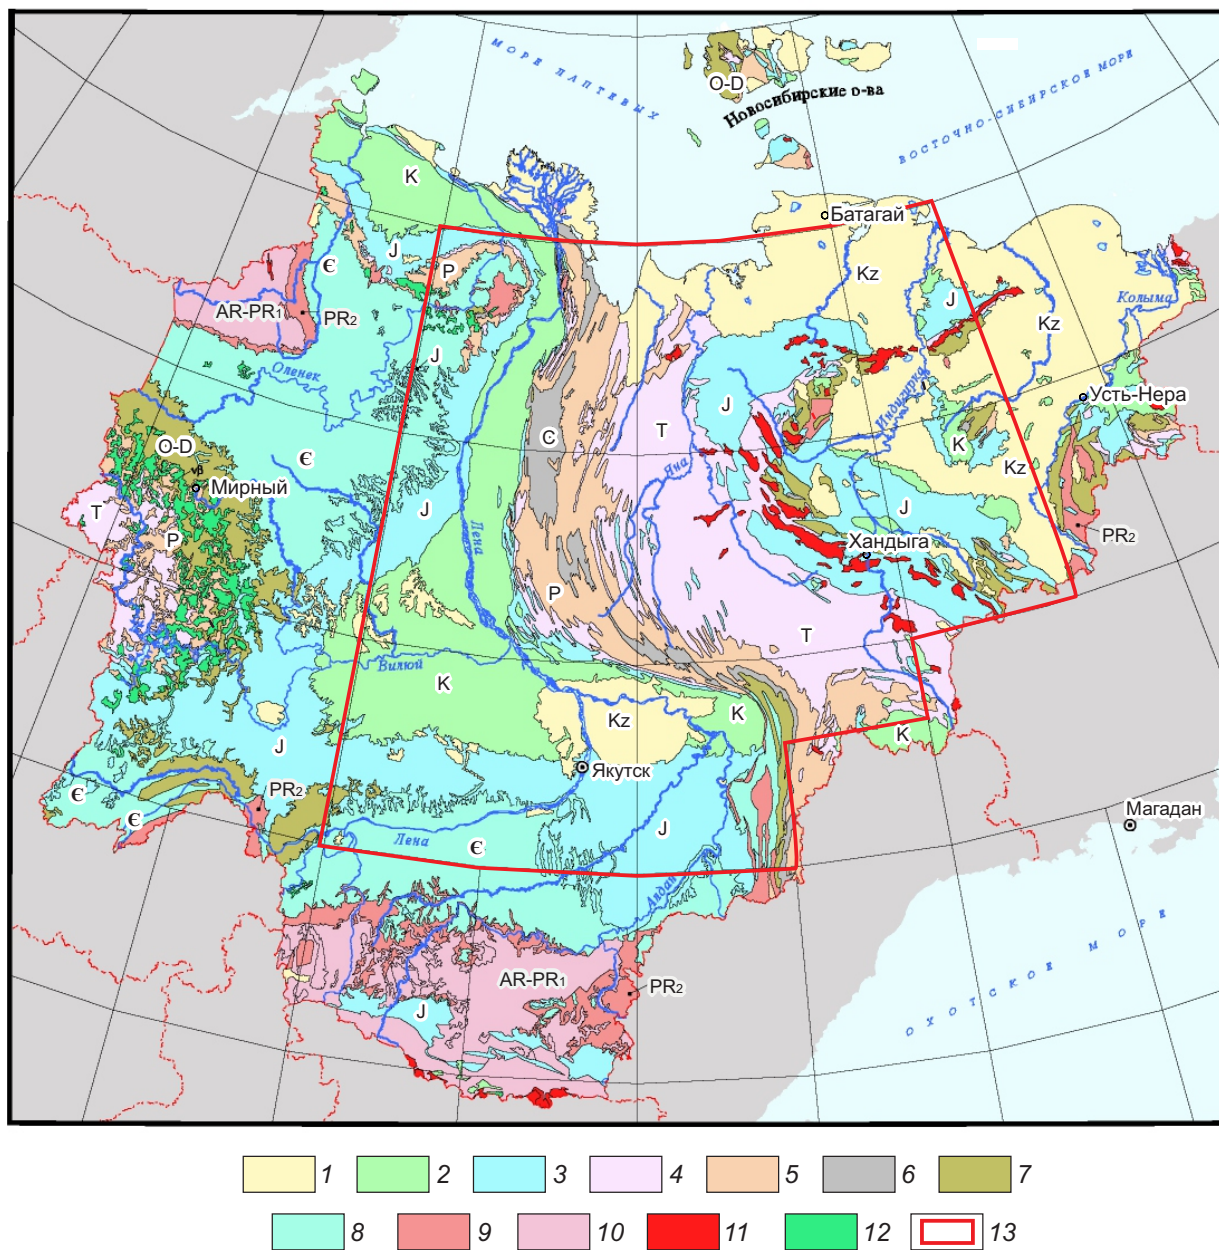 МОРЕ ЛАПТЕВЫХ
ВОСТОЧНО-СИБИРСКОЕ МОРЕ
O-D
Новосибирские о-ва
K
Батагай
J
P
Є
Kz
J
Kz
Колыма
AR-PR1
PR2
J
Оленек
Индигирка
Усть-Нера
J
T
C
K
Kz
O-D
νβ
Мирный
Є
Яна
T
J
Лена
J
Хандыга
PR2
P
P
T
Вилюй
K
K
Kz
K
J
Якутск
Магадан
PR2
Є
Є
Лена
Є
J
Алдан
AR-PR1
PR2
J
ОХОТСКОЕ МОРЕ
1 2 3 4 5 6 7
8 9 10 11 12 13